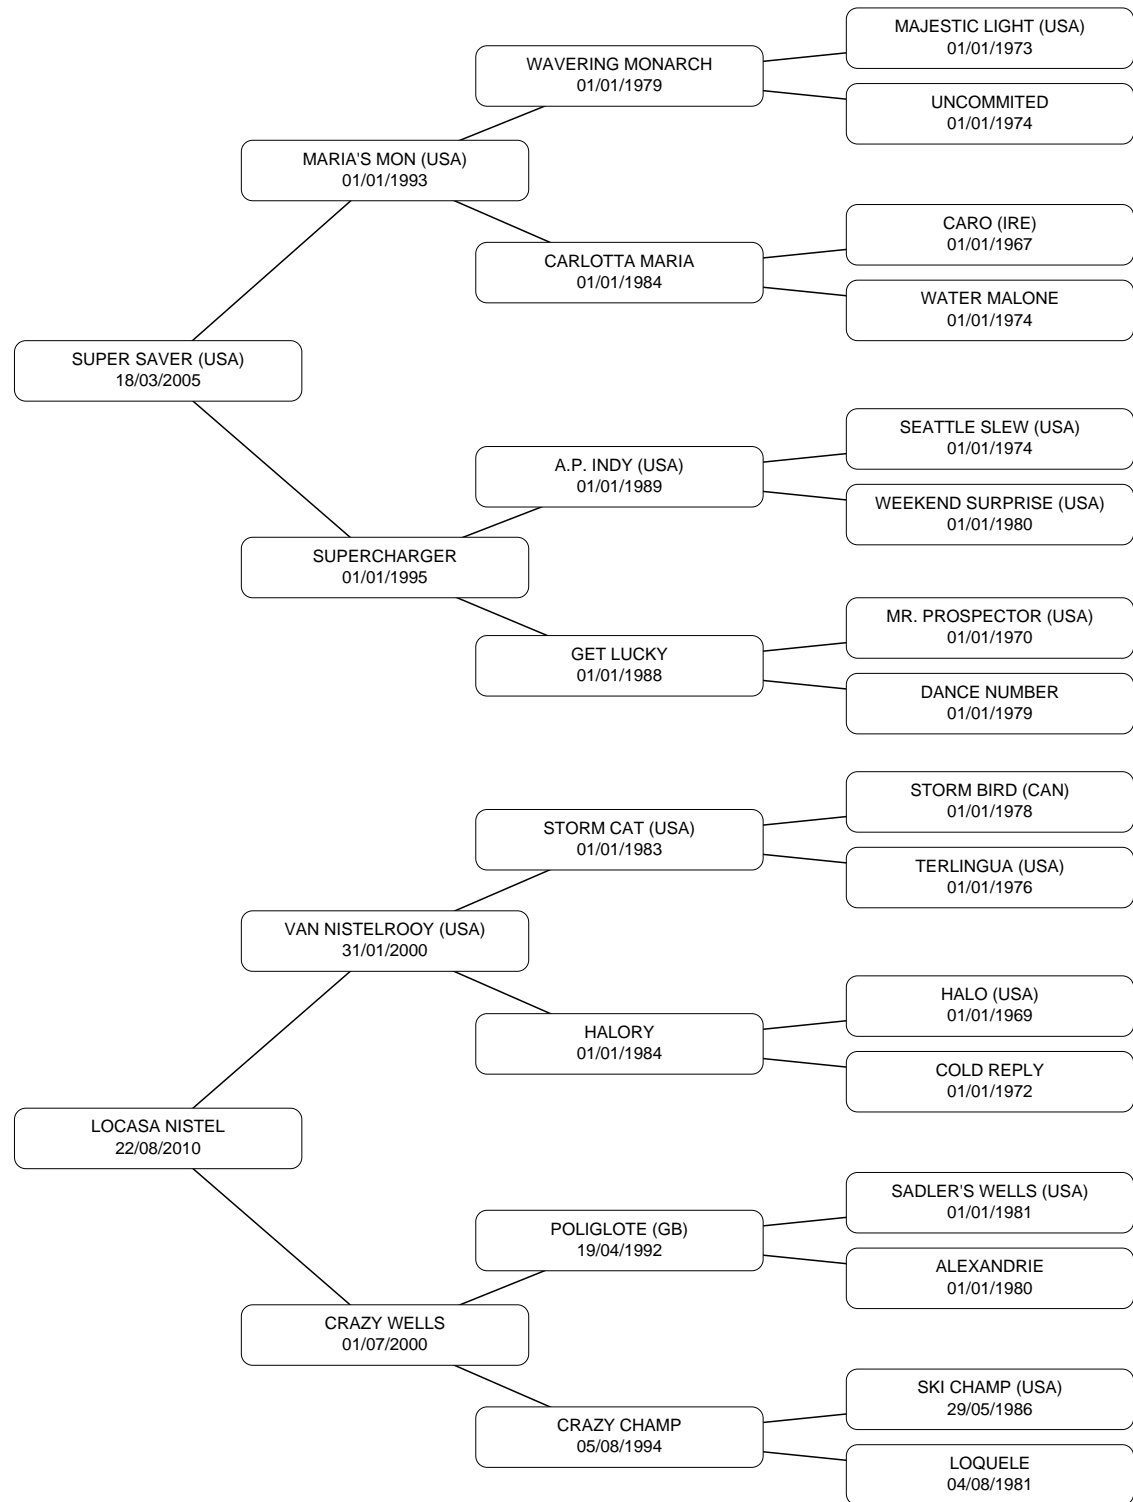 MAJESTIC LIGHT (USA)
01/01/1973
WAVERING MONARCH
01/01/1979
UNCOMMITED
01/01/1974
MARIA'S MON (USA)
01/01/1993
CARO (IRE)
01/01/1967
CARLOTTA MARIA
01/01/1984
WATER MALONE
01/01/1974
SUPER SAVER (USA)
18/03/2005
SEATTLE SLEW (USA)
01/01/1974
A.P. INDY (USA)
01/01/1989
WEEKEND SURPRISE (USA)
01/01/1980
SUPERCHARGER
01/01/1995
MR. PROSPECTOR (USA)
01/01/1970
GET LUCKY
01/01/1988
DANCE NUMBER
01/01/1979
STORM BIRD (CAN)
01/01/1978
STORM CAT (USA)
01/01/1983
TERLINGUA (USA)
01/01/1976
VAN NISTELROOY (USA)
31/01/2000
HALO (USA)
01/01/1969
HALORY
01/01/1984
COLD REPLY
01/01/1972
LOCASA NISTEL
22/08/2010
SADLER'S WELLS (USA)
01/01/1981
POLIGLOTE (GB)
19/04/1992
ALEXANDRIE
01/01/1980
CRAZY WELLS
01/07/2000
SKI CHAMP (USA)
29/05/1986
CRAZY CHAMP
05/08/1994
LOQUELE
04/08/1981